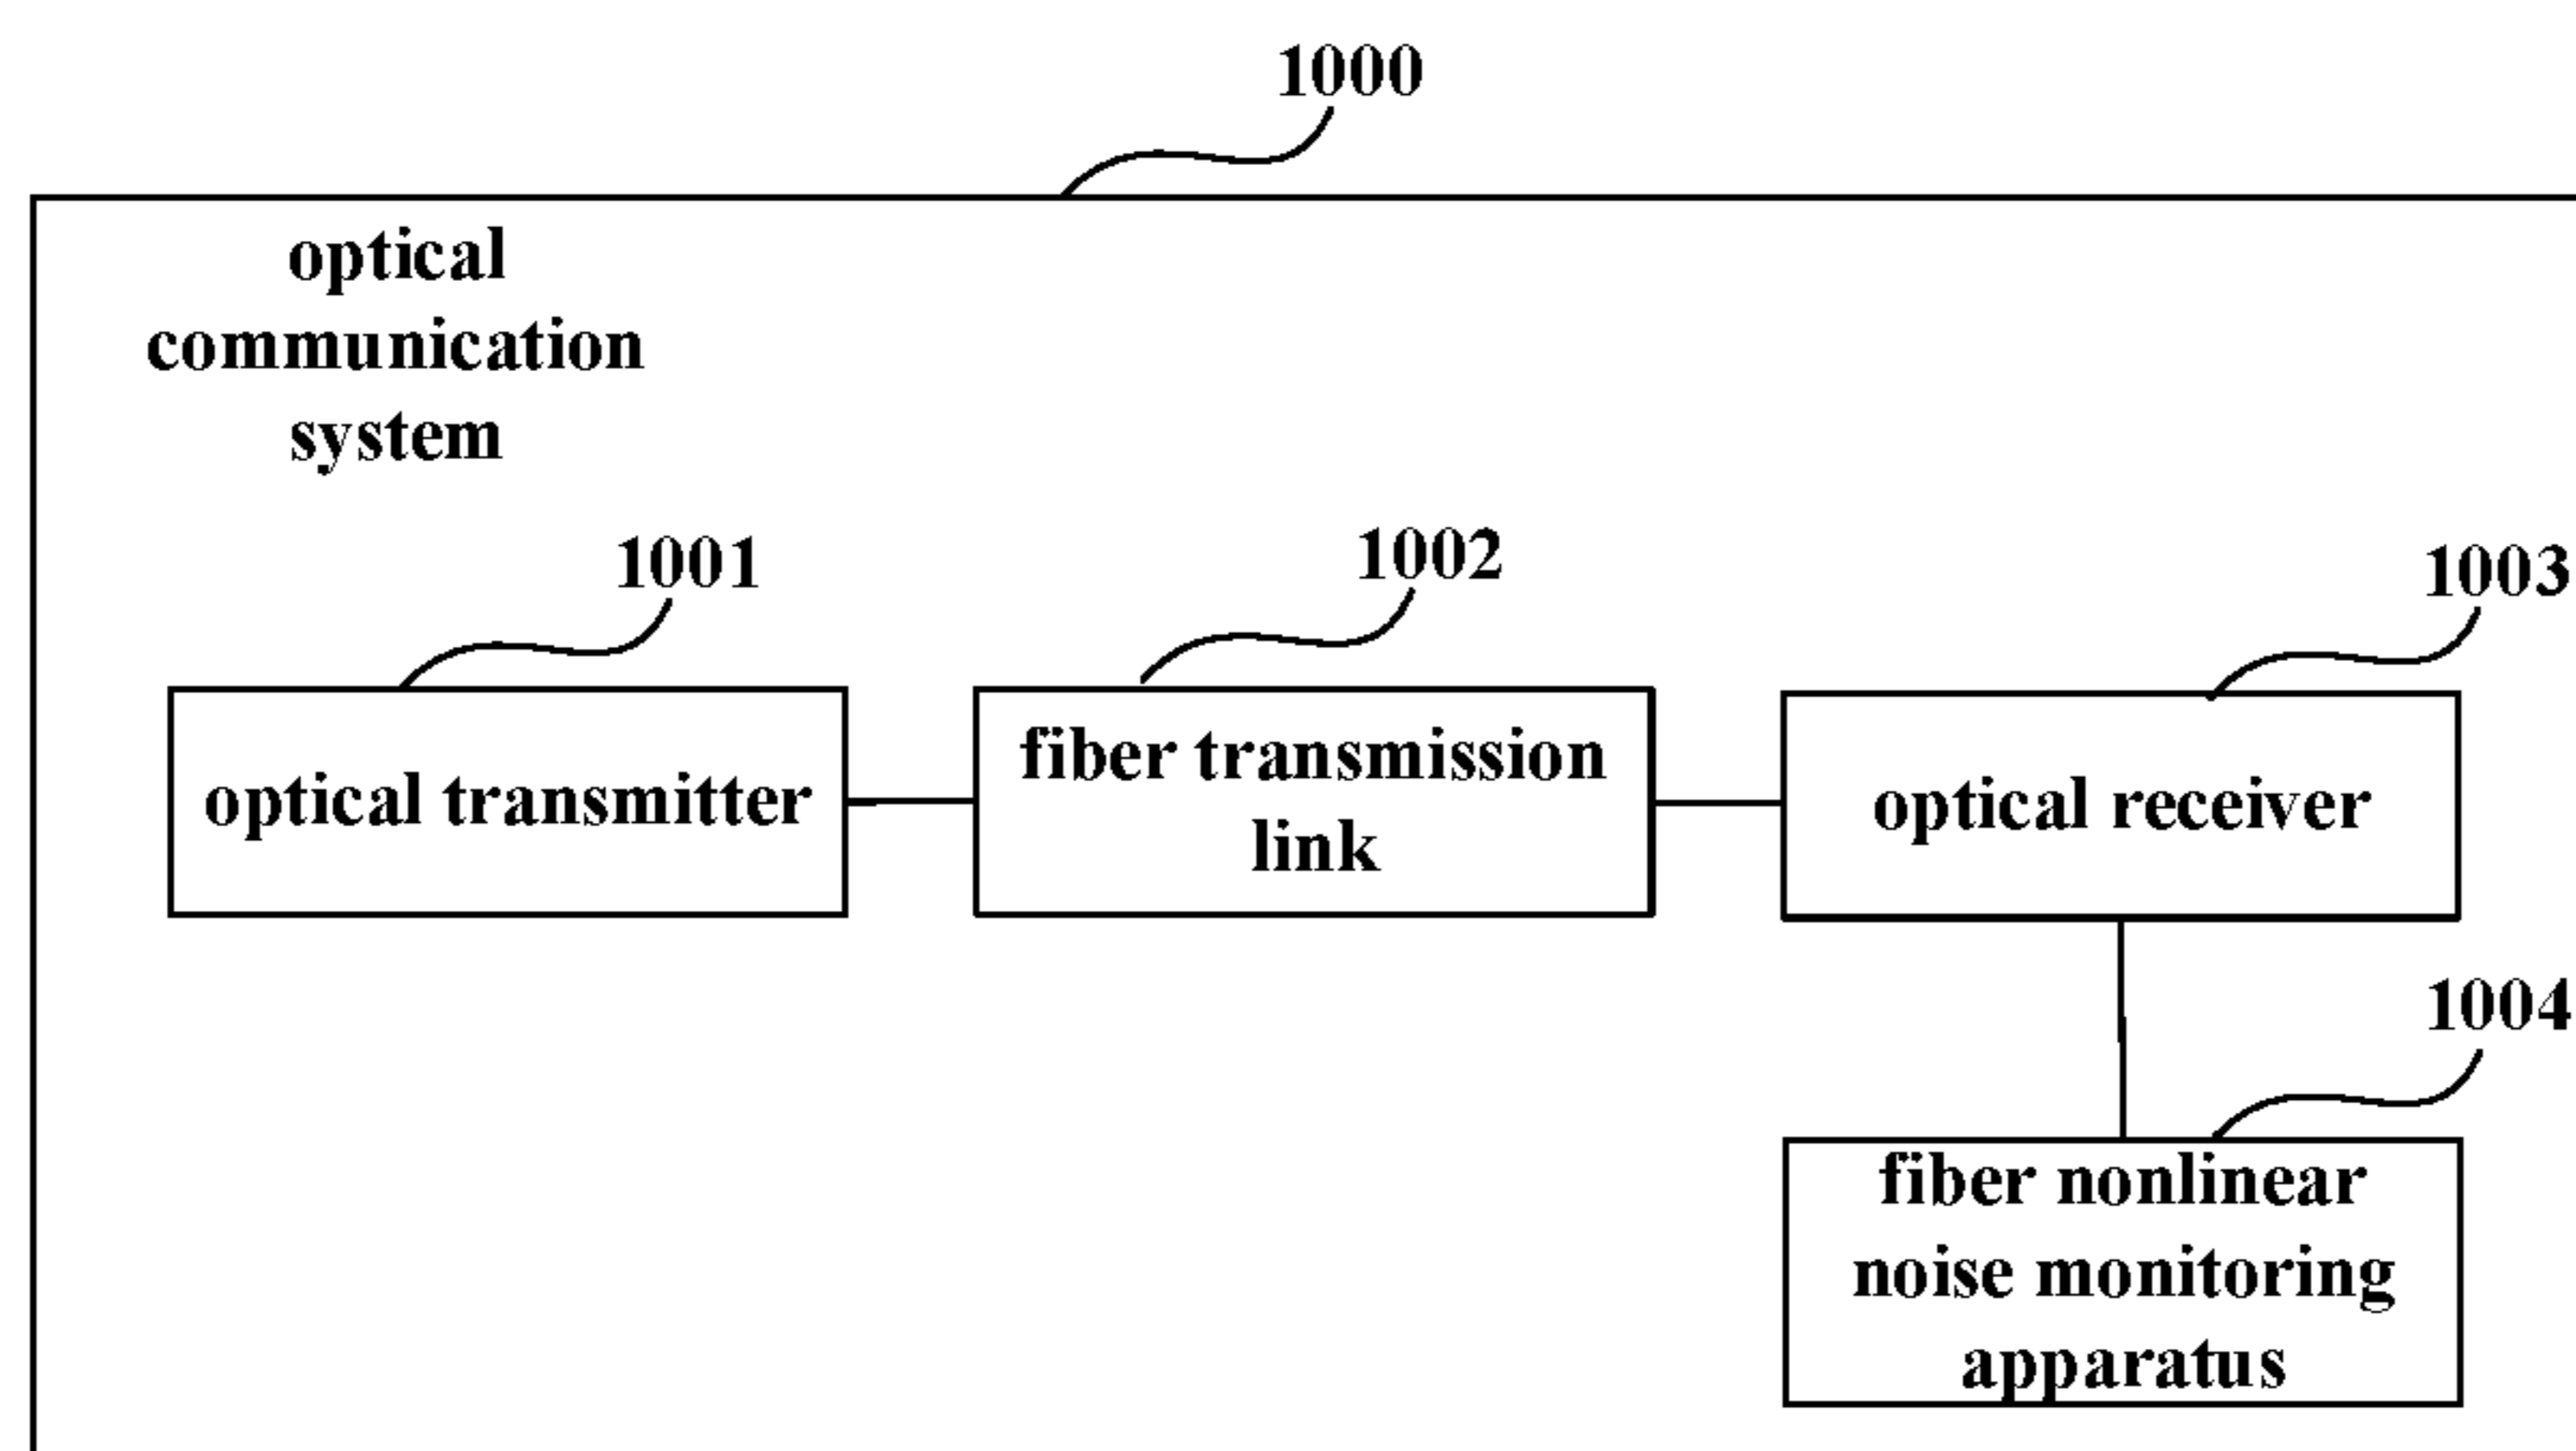 1000
optical
communication
system
1001
1002
1003
optical transmitter
fiber transmission
link
optical receiver
1004
fiber nonlinear
noise monitoring
apparatus